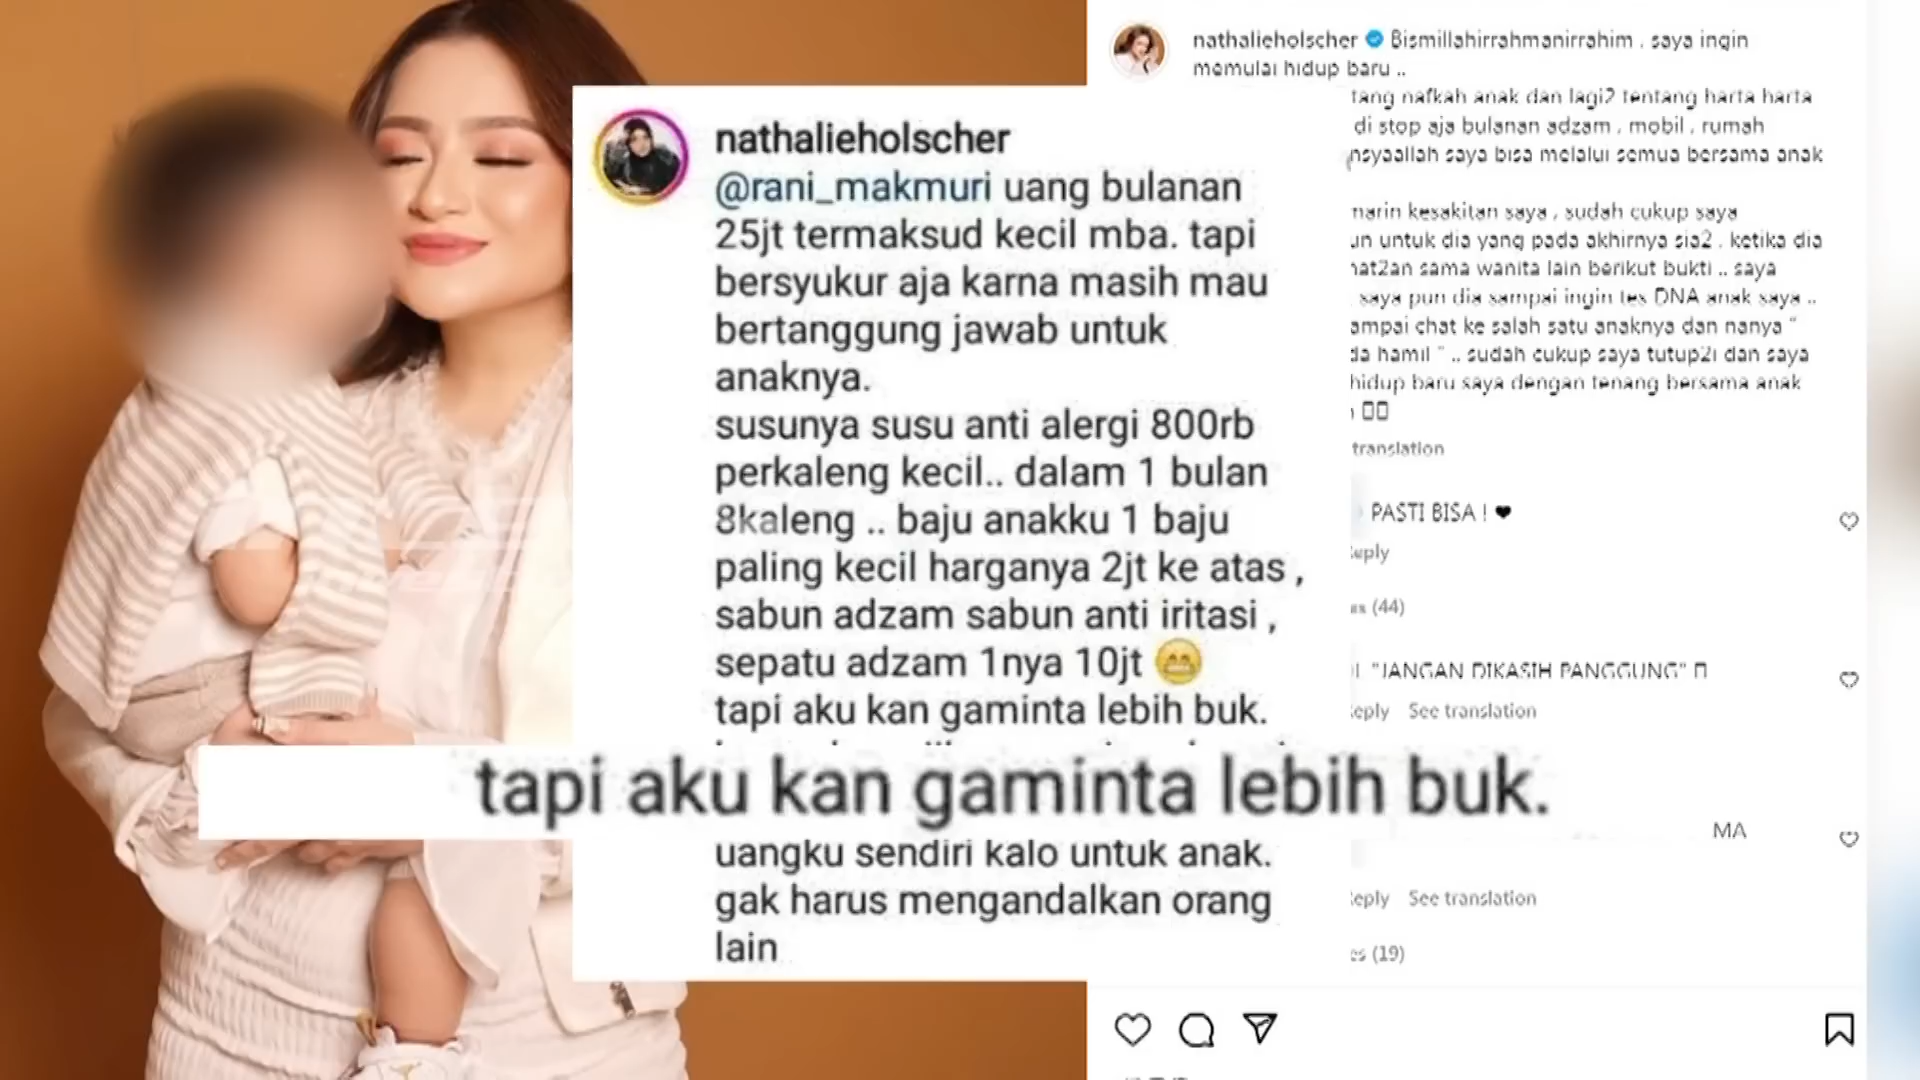 nathalieholscher Bismillahirrahmanirrahim , saya ingin
memulai hidup baru ..
tang nafkah anak dan lagi2 tentang harta harta
di stop aja bulanan adzam , mobil , rumah
nsyaallah saya bisa melalui semua bersama anak
marin kesakitan saya , sudah cukup saya
un untuk dia yang pada akhirnya sia2 , ketika dia
hat2an sama wanita lain berikut bukti .. saya
saya pun dia sampai ingin tes DNA anak saya ..
ampai chat ke salah satu anaknya dan nanya "
da hamil " .. sudah cukup saya tutup2i dan saya
hidup baru saya dengan tenang bersama anak
translation
PASTI BISA ! ❤
eply
(44)
"JANGAN DIKASIH PANGGUNG"
eply See translation
MA
eply See translation
es (19)
nathalieholscher
@rani_makmuri uang bulanan
25jt termaksud kecil mba. tapi
bersyukur aja karna masih mau
bertanggung jawab untuk
anaknya.
susunya susu anti alergi 800rb
perkaleng kecil.. dalam 1 bulan
8kaleng .. baju anakku 1 baju
paling kecil harganya 2jt ke atas ,
sabun adzam sabun anti iritasi ,
sepatu adzam 1nya 10jt 😁
tapi aku kan gaminta lebih buk.
tapi aku kan gaminta lebih buk.
uangku sendiri kalo untuk anak.
gak harus mengandalkan orang
lain